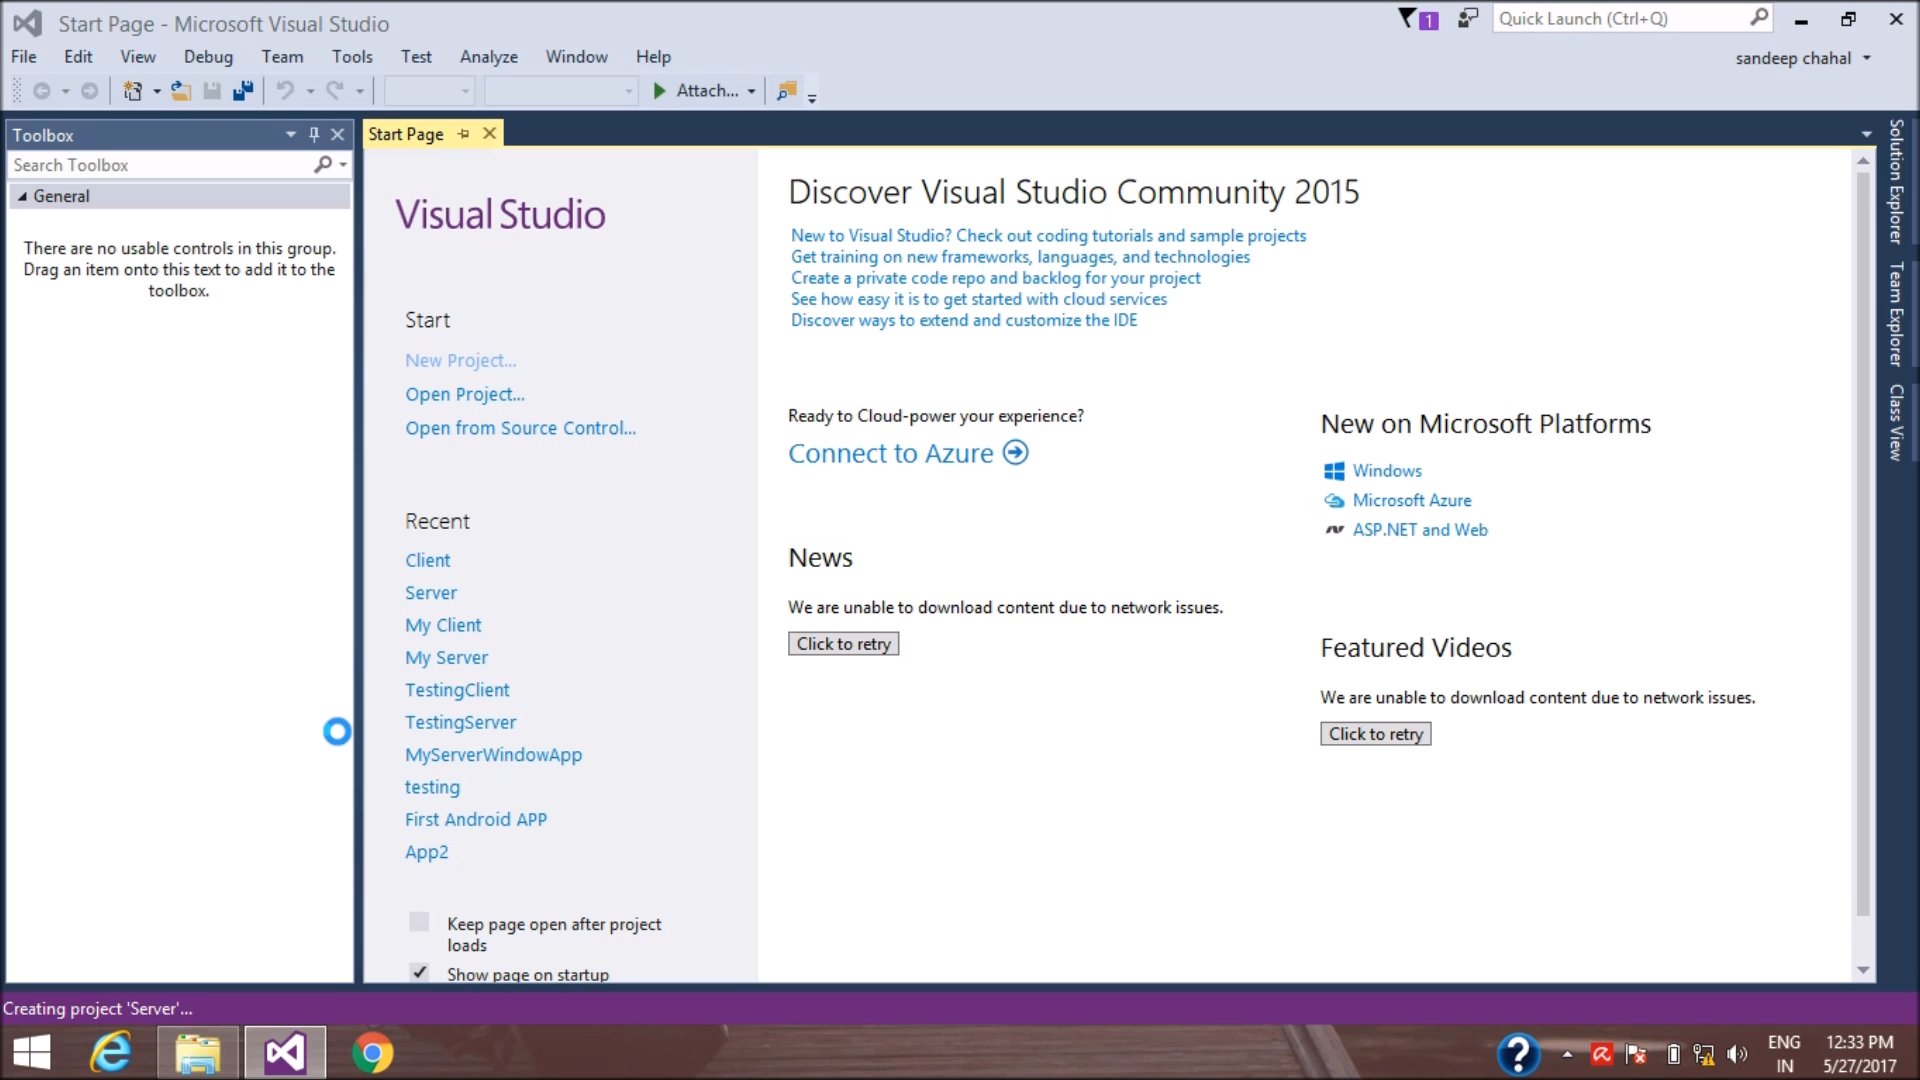 Start Page - Microsoft Visual Studio
1
Quick Launch (Ctrl+Q)
File Edit View Debug Team Tools Test Analyze Window Help
sandeep chahal
Attach...
Toolbox
Search Toolbox
General
There are no usable controls in this group.
Drag an item onto this text to add it to the
toolbox.
Start Page
Visual Studio
Start
New Project...
Open Project...
Open from Source Control...
Recent
Client
Server
My Client
My Server
TestingClient
TestingServer
MyServerWindowApp
testing
First Android APP
App2
Keep page open after project
loads
Show page on startup
Discover Visual Studio Community 2015
New to Visual Studio? Check out coding tutorials and sample projects
Get training on new frameworks, languages, and technologies
Create a private code repo and backlog for your project
See how easy it is to get started with cloud services
Discover ways to extend and customize the IDE
Ready to Cloud-power your experience?
Connect to Azure
News
We are unable to download content due to network issues.
Click to retry
New on Microsoft Platforms
Windows
Microsoft Azure
ASP.NET and Web
Featured Videos
We are unable to download content due to network issues.
Click to retry
Solution Explorer
Team Explorer
Class View
Creating project 'Server'...
ENG
IN
12:33 PM
5/27/2017